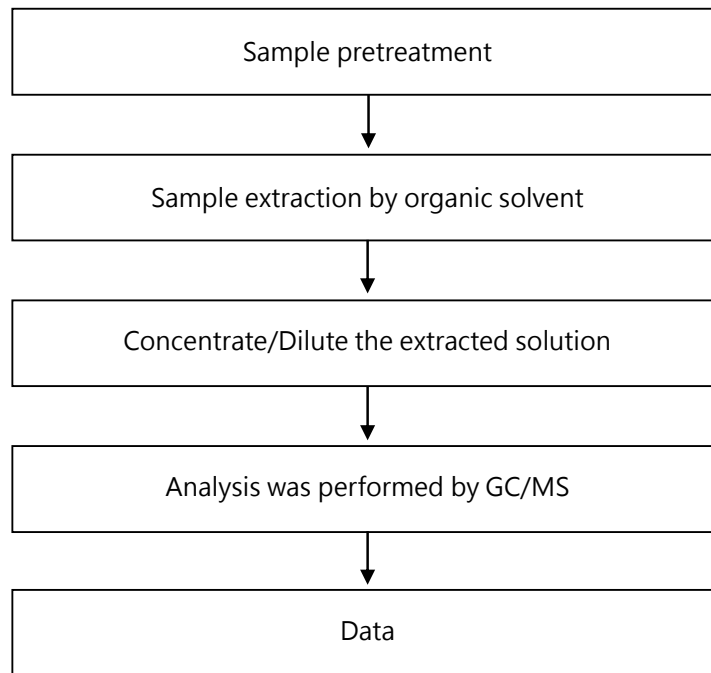 Sample pretreatment
Sample extraction by organic solvent
Concentrate/Dilute the extracted solution
Analysis was performed by GC/MS
Data